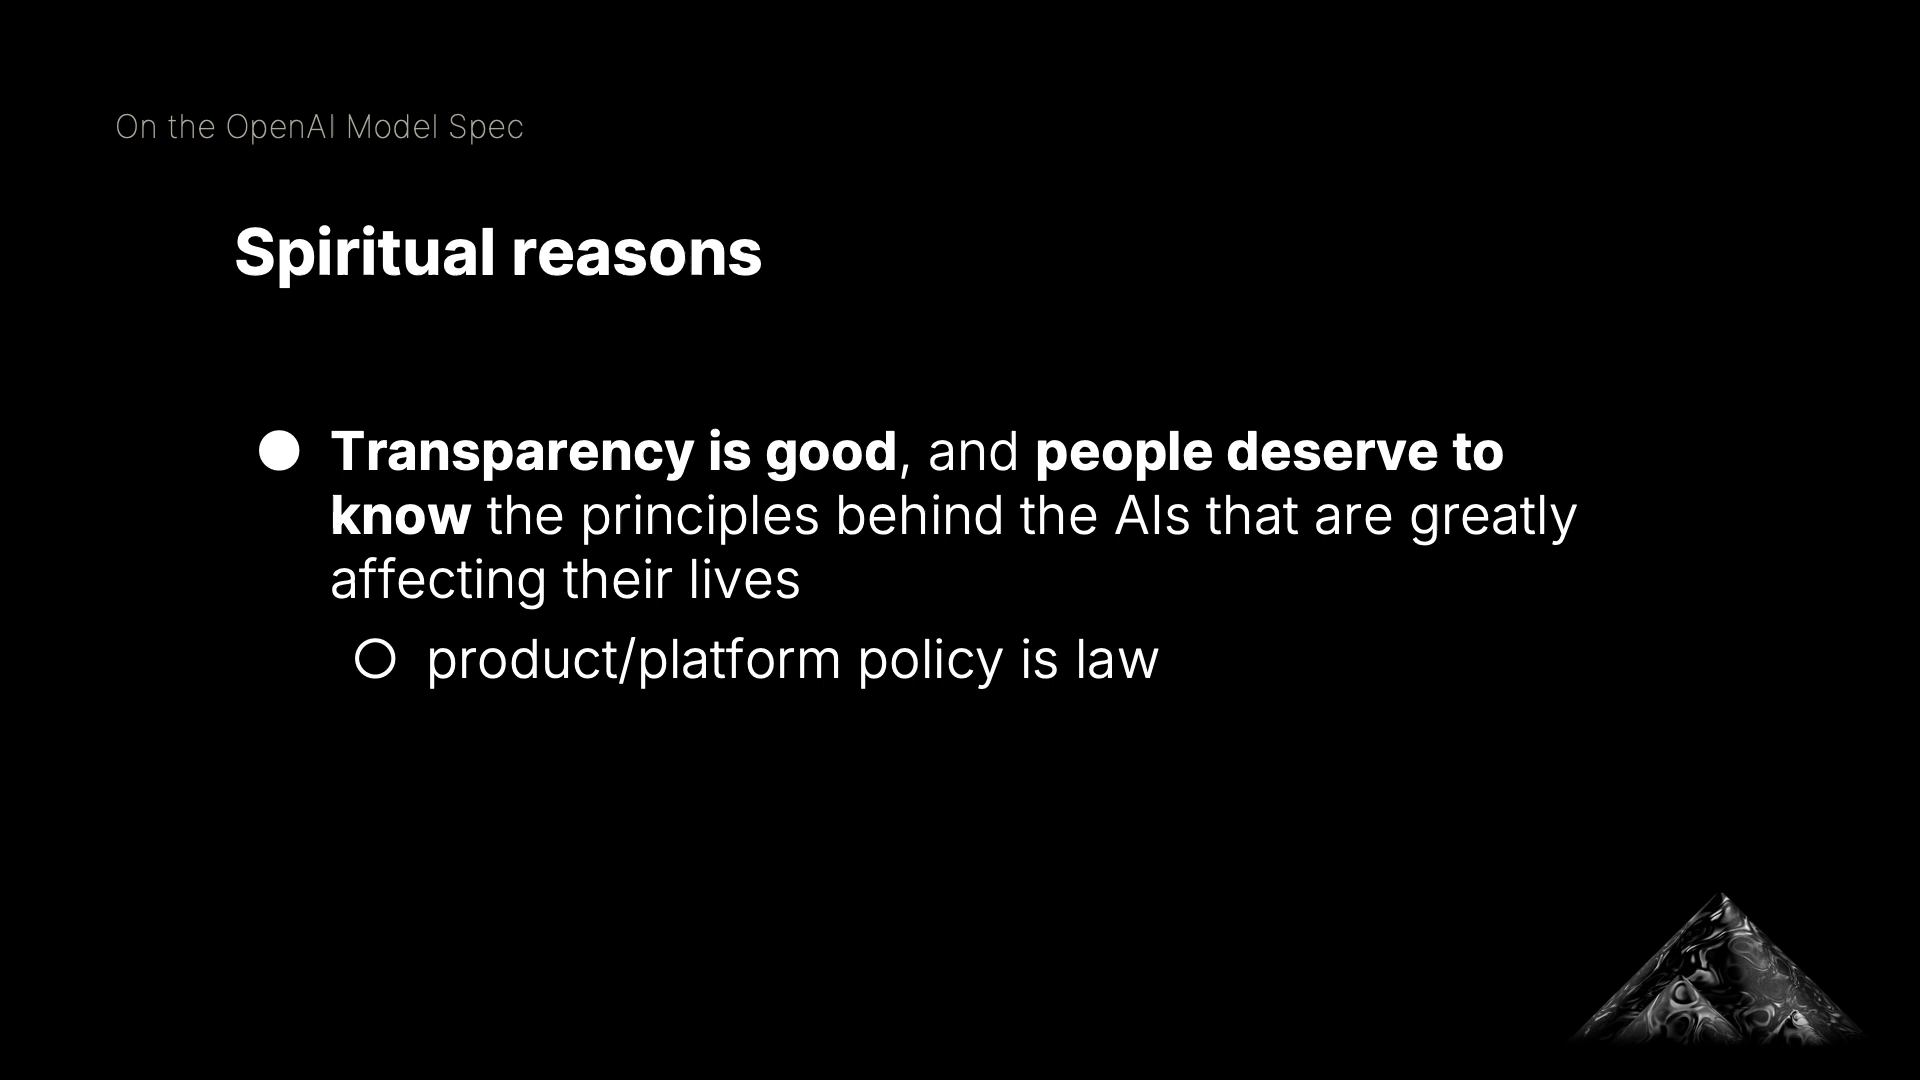 On the OpenAI Model Spec
Spiritual reasons
● Transparency is good, and people deserve to
know the principles behind the AIs that are greatly
affecting their lives
○ product/platform policy is law